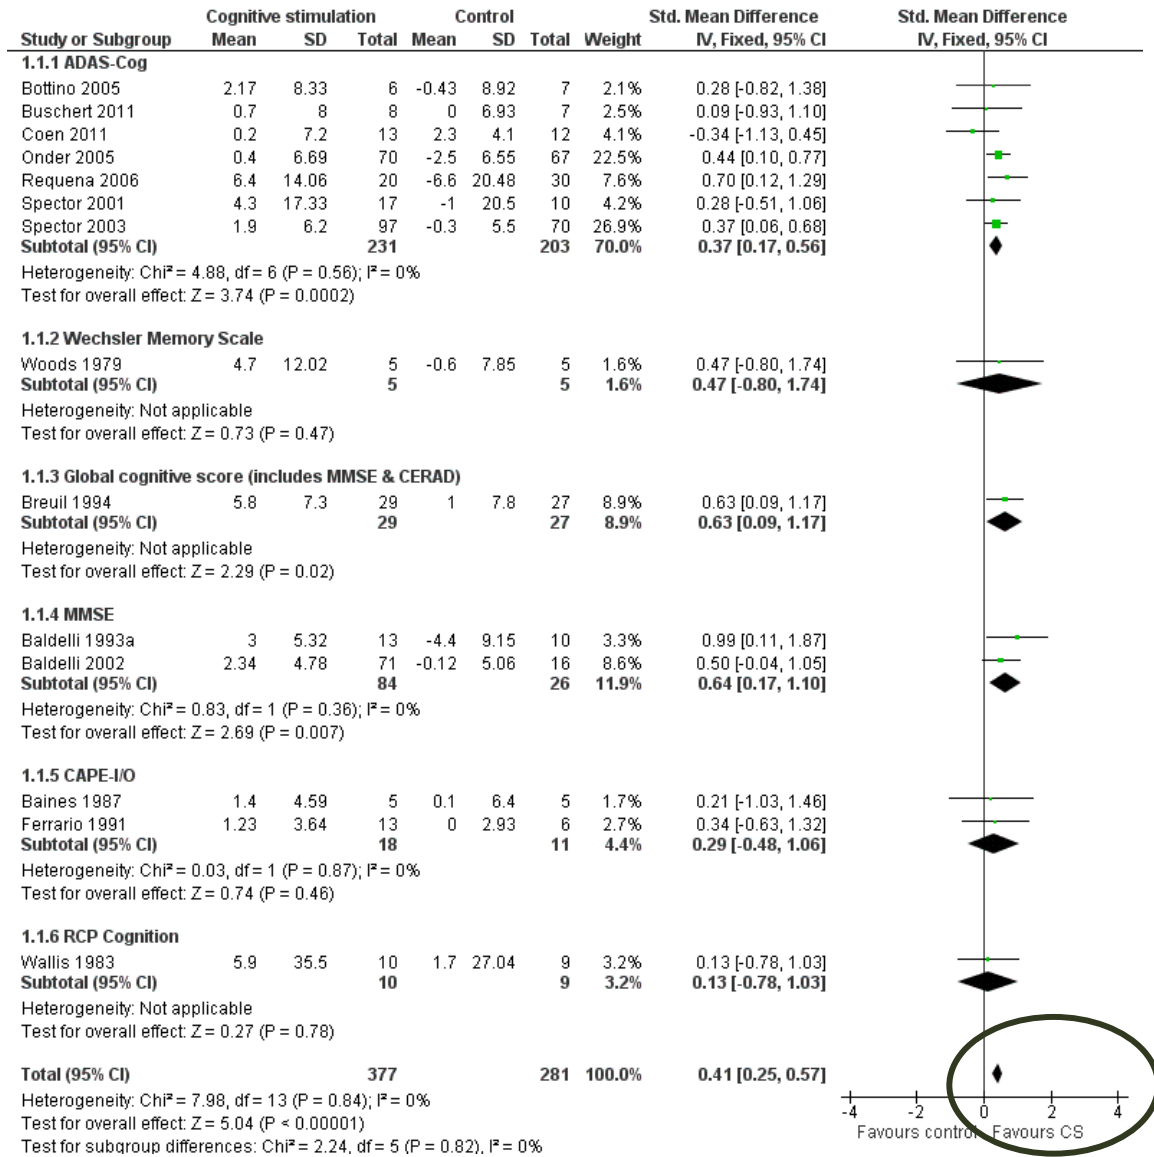 Cognitive stimulation Control Std. Mean Difference Std. Mean Difference
Study or Subgroup Mean SD Total Mean SD Total Weight IV, Fixed, 95% CI IV, Fixed, 95% CI
1.1.1 ADAS-Cog
Bottino 2005 2.17 8.33 6 -0.43 8.92 7 2.1% 0.28 [-0.82, 1.38]
Buschert 2011 0.7 8 8 0 6.93 7 2.5% 0.09 [-0.93, 1.10]
Coen 2011 0.2 7.2 13 2.3 4.1 12 4.1% -0.34 [-1.13, 0.45]
Onder 2005 0.4 6.69 70 -2.5 6.55 67 22.5% 0.44 [0.10, 0.77]
Requena 2006 6.4 14.06 20 -6.6 20.48 30 7.6% 0.70 [0.12, 1.29]
Spector 2001 4.3 17.33 17 -1 20.5 10 4.2% 0.28 [-0.51, 1.06]
Spector 2003 1.9 6.2 97 -0.3 5.5 70 26.9% 0.37 [0.06, 0.68]
Subtotal (95% CI) 231 203 70.0% 0.37 [0.17, 0.56]
Heterogeneity: Chi² = 4.88, df = 6 (P = 0.56); I² = 0%
Test for overall effect: Z = 3.74 (P = 0.0002)
1.1.2 Wechsler Memory Scale
Woods 1979 4.7 12.02 5 -0.6 7.85 5 1.6% 0.47 [-0.80, 1.74]
Subtotal (95% CI) 5 5 1.6% 0.47 [-0.80, 1.74]
Heterogeneity: Not applicable
Test for overall effect: Z = 0.73 (P = 0.47)
1.1.3 Global cognitive score (includes MMSE & CERAD)
Breuil 1994 5.8 7.3 29 1 7.8 27 8.9% 0.63 [0.09, 1.17]
Subtotal (95% CI) 29 27 8.9% 0.63 [0.09, 1.17]
Heterogeneity: Not applicable
Test for overall effect: Z = 2.29 (P = 0.02)
1.1.4 MMSE
Baldelli 1993a 3 5.32 13 -4.4 9.15 10 3.3% 0.99 [0.11, 1.87]
Baldelli 2002 2.34 4.78 71 -0.12 5.06 16 8.6% 0.50 [-0.04, 1.05]
Subtotal (95% CI) 84 26 11.9% 0.64 [0.17, 1.10]
Heterogeneity: Chi² = 0.83, df = 1 (P = 0.36); I² = 0%
Test for overall effect: Z = 2.69 (P = 0.007)
1.1.5 CAPE-I/O
Baines 1987 1.4 4.59 5 0.1 6.4 5 1.7% 0.21 [-1.03, 1.46]
Ferrario 1991 1.23 3.64 13 0 2.93 6 2.7% 0.34 [-0.63, 1.32]
Subtotal (95% CI) 18 11 4.4% 0.29 [-0.48, 1.06]
Heterogeneity: Chi² = 0.03, df = 1 (P = 0.87); I² = 0%
Test for overall effect: Z = 0.74 (P = 0.46)
1.1.6 RCP Cognition
Wallis 1983 5.9 35.5 10 1.7 27.04 9 3.2% 0.13 [-0.78, 1.03]
Subtotal (95% CI) 10 9 3.2% 0.13 [-0.78, 1.03]
Heterogeneity: Not applicable
Test for overall effect: Z = 0.27 (P = 0.78)
Total (95% CI) 377 281 100.0% 0.41 [0.25, 0.57]
Heterogeneity: Chi² = 7.98, df = 13 (P = 0.84); I² = 0%
Test for overall effect: Z = 5.04 (P < 0.00001)
Test for subgroup differences: Chi² = 2.24, df = 5 (P = 0.82), I² = 0%
-4 -2 0 2 4
Favours control Favours CS